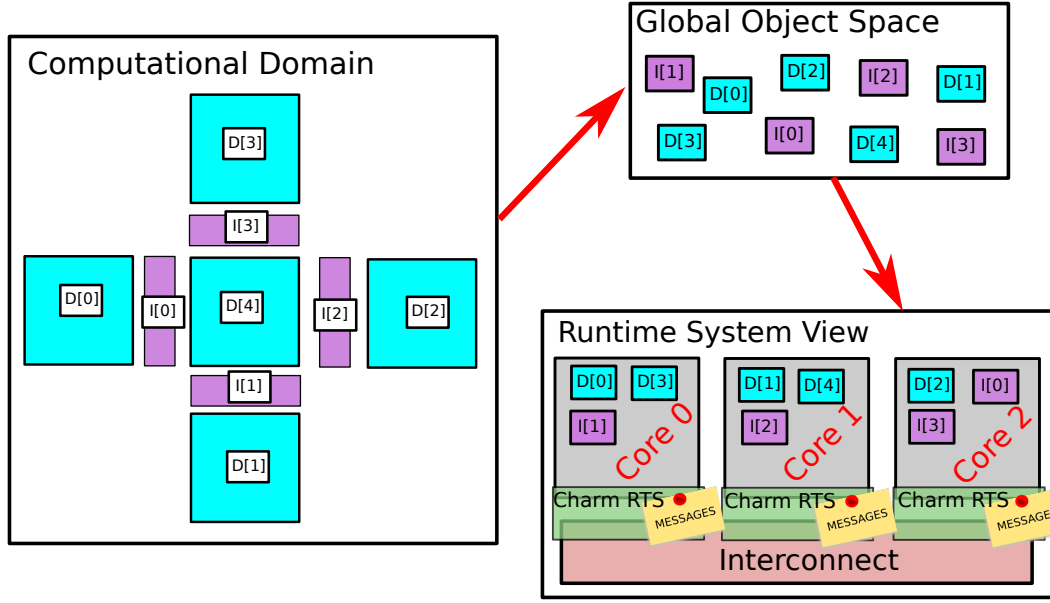 Computational Domain
D[3]
I[3]
D[0]
I[0]
D[4]
I[2]
D[2]
I[1]
D[1]
Global Object Space
I[1]
D[0]
D[2]
I[2]
D[1]
D[3]
I[0]
D[4]
I[3]
Runtime System View
D[0]
D[3]
I[1]
Core 0
Charm RTS
MESSAGES
D[1]
D[4]
I[2]
Core 1
Charm RTS
MESSAGES
D[2]
I[0]
I[3]
Core 2
Charm RTS
MESSAGES
Interconnect